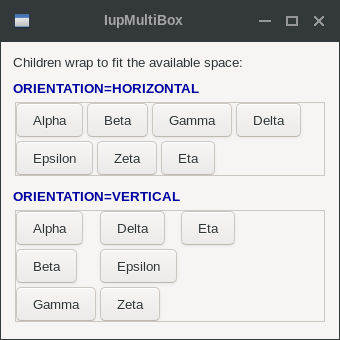 IupMultiBox
Children wrap to fit the available space:
ORIENTATION=HORIZONTAL
Alpha Beta Gamma Delta
Epsilon Zeta Eta
ORIENTATION=VERTICAL
Alpha Delta Eta
Beta Epsilon
Gamma Zeta